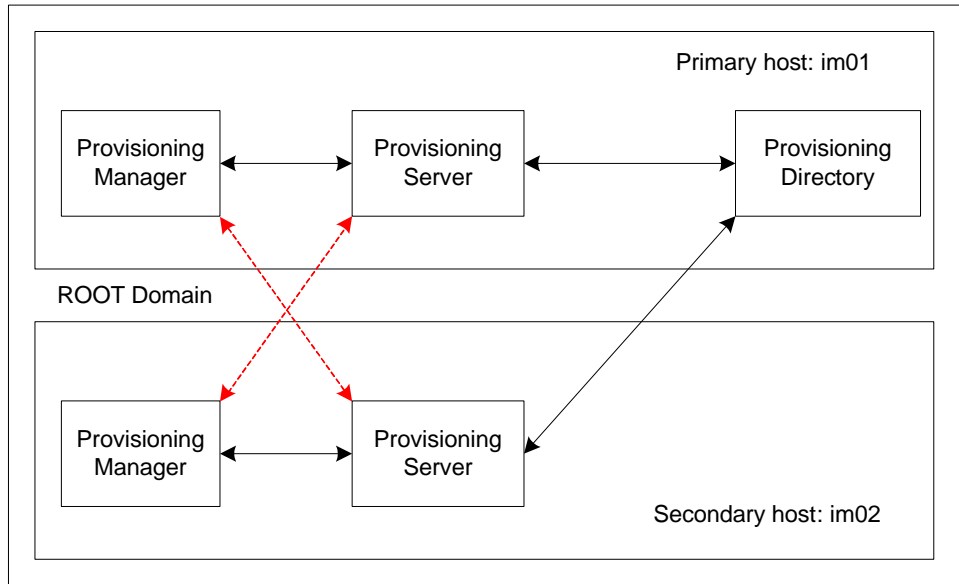 Primary host: im01
Provisioning
Manager
Provisioning
Server
Provisioning
Directory
ROOT Domain
Provisioning
Manager
Provisioning
Server
Secondary host: im02